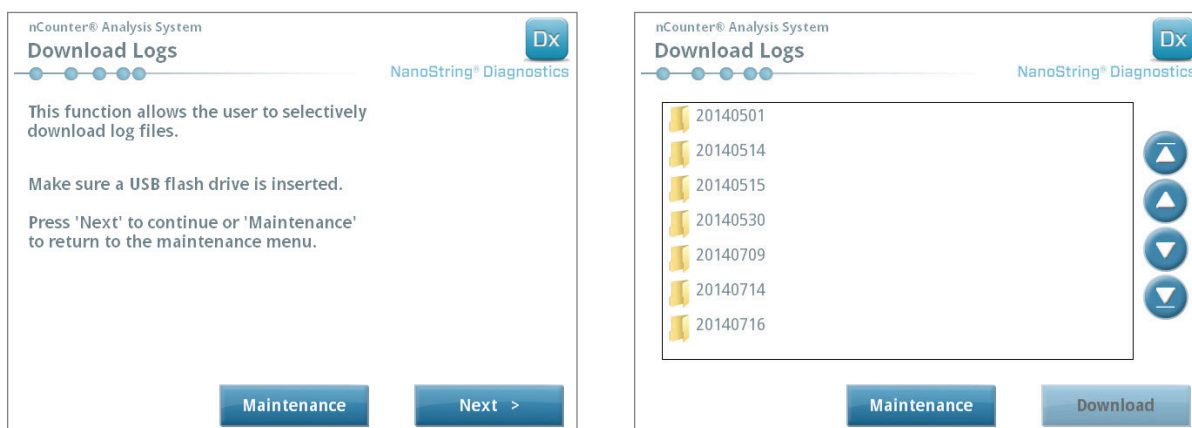 nCounter® Analysis System
Download Logs
Dx
NanoString® Diagnostics
This function allows the user to selectively
download log files.
Make sure a USB flash drive is inserted.
Press 'Next' to continue or 'Maintenance'
to return to the maintenance menu.
Maintenance
Next >
nCounter® Analysis System
Download Logs
Dx
NanoString® Diagnostics
20140501
20140514
20140515
20140530
20140709
20140714
20140716
Maintenance
Download